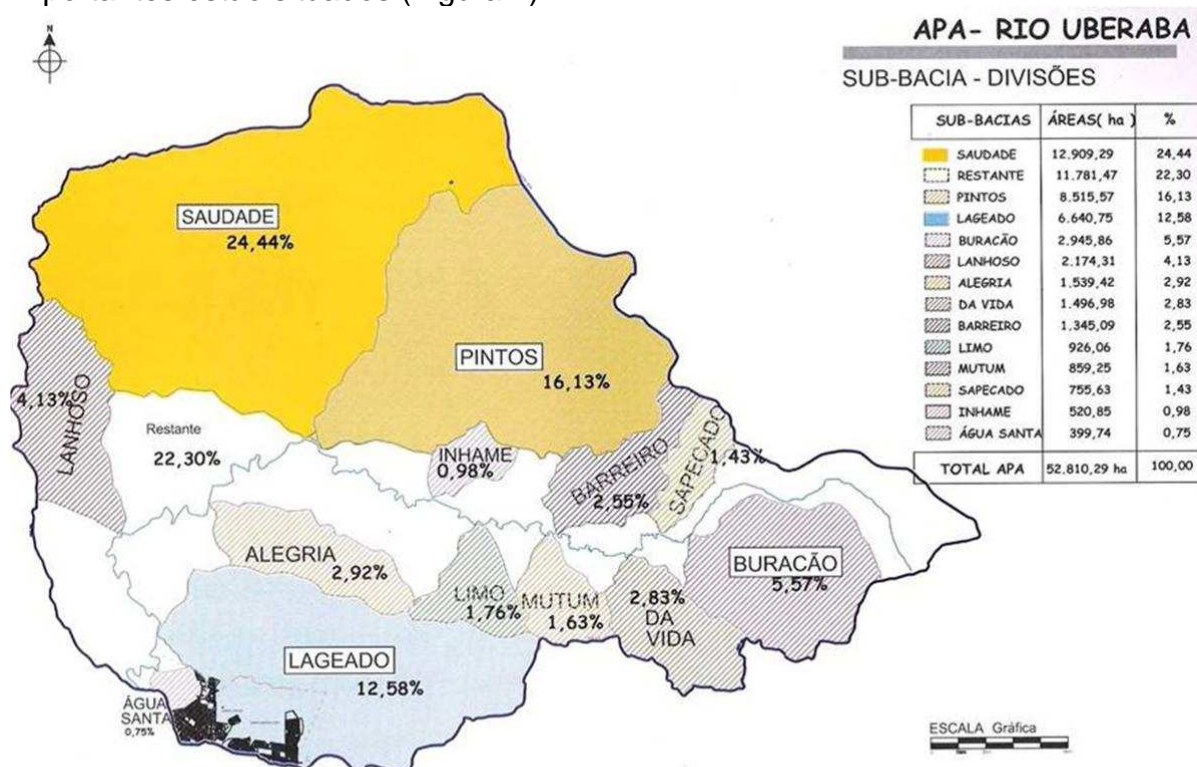 APA- RIO UBERABA
SUB-BACIA - DIVISÕES
SUB-BACIAS ÁREAS( ha ) %
SAUDADE 12.909,29 24,44
RESTANTE 11.781,47 22,30
PINTOS 8.515,57 16,13
LAGEADO 6.640,75 12,58
BURACÃO 2.945,86 5,57
LANHOSO 2.174,31 4,13
ALEGRIA 1.539,42 2,92
DA VIDA 1.496,98 2,83
BARREIRO 1.345,09 2,55
LIMO 926,06 1,76
MUTUM 859,25 1,63
SAPECADO 755,63 1,43
INHAME 520,85 0,98
ÁGUA SANTA 399,74 0,75
TOTAL APA 52.810,29 ha 100,00
N
SAUDADE
24,44%
PINTOS
16,13%
4,13%
LANHOSO
Restante
22,30%
INHAME
0,98%
BARREIRO
2,55%
SAPECADO
1,43%
ALEGRIA
2,92%
LIMO
1,76%
MUTUM
1,63%
2,83%
DA
VIDA
BURACÃO
5,57%
LAGEADO
12,58%
ÁGUA
SANTA
0,75%
ESCALA Gráfica